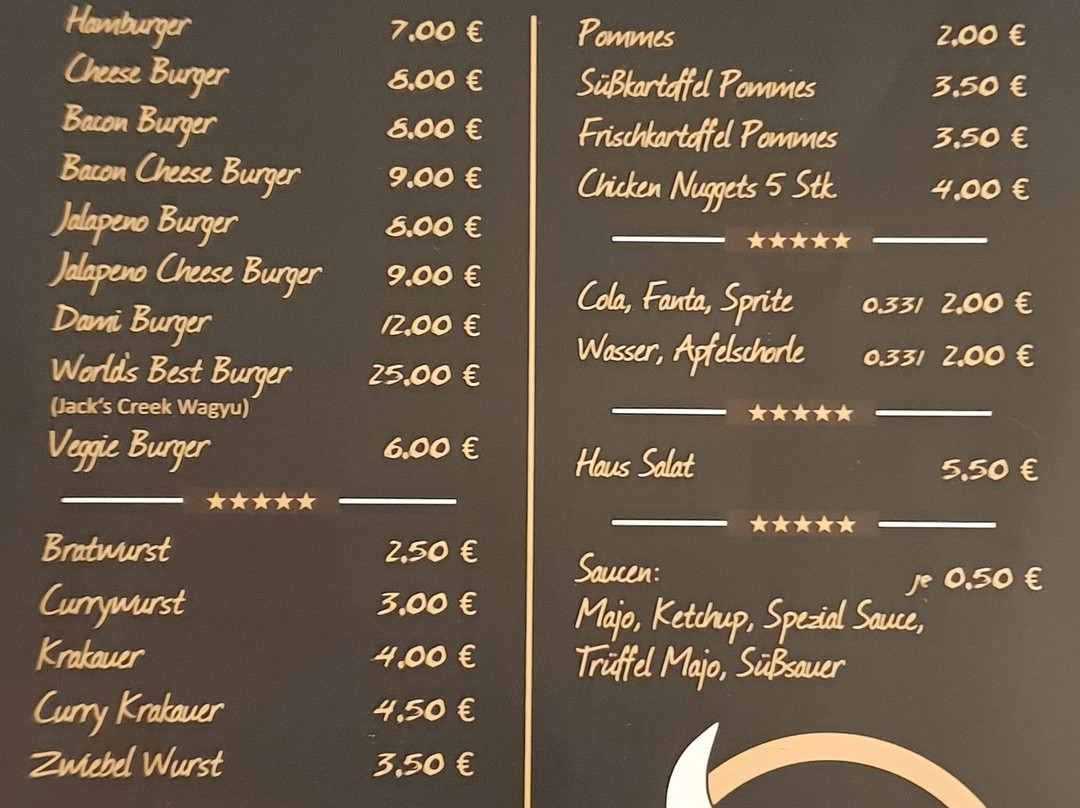 Hamburger 7.00 €
Cheese Burger 8.00 €
Bacon Burger 8.00 €
Bacon Cheese Burger 9.00 €
Jalapeno Burger 8.00 €
Jalapeno Cheese Burger 9.00 €
Dami Burger 12.00 €
World's Best Burger 25.00 €
(Jack's Creek Wagyu)
Veggie Burger 6.00 €
★★★★★
Bratwurst 2.50 €
Currywurst 3.00 €
Krakauer 4.00 €
Curry Krakauer 4.50 €
Zwiebel Wurst 3.50 €
Pommes 2.00 €
Süßkartoffel Pommes 3.50 €
Frischkartoffel Pommes 3.50 €
Chicken Nuggets 5 Stk. 4.00 €
★★★★★
Cola, Fanta, Sprite 0.33l 2.00 €
Wasser, Apfelschorle 0.33l 2.00 €
★★★★★
Haus Salat 5.50 €
★★★★★
Saucen: je 0.50 €
Majo, Ketchup, Spezial Sauce,
Trüffel Majo, Süßsauer